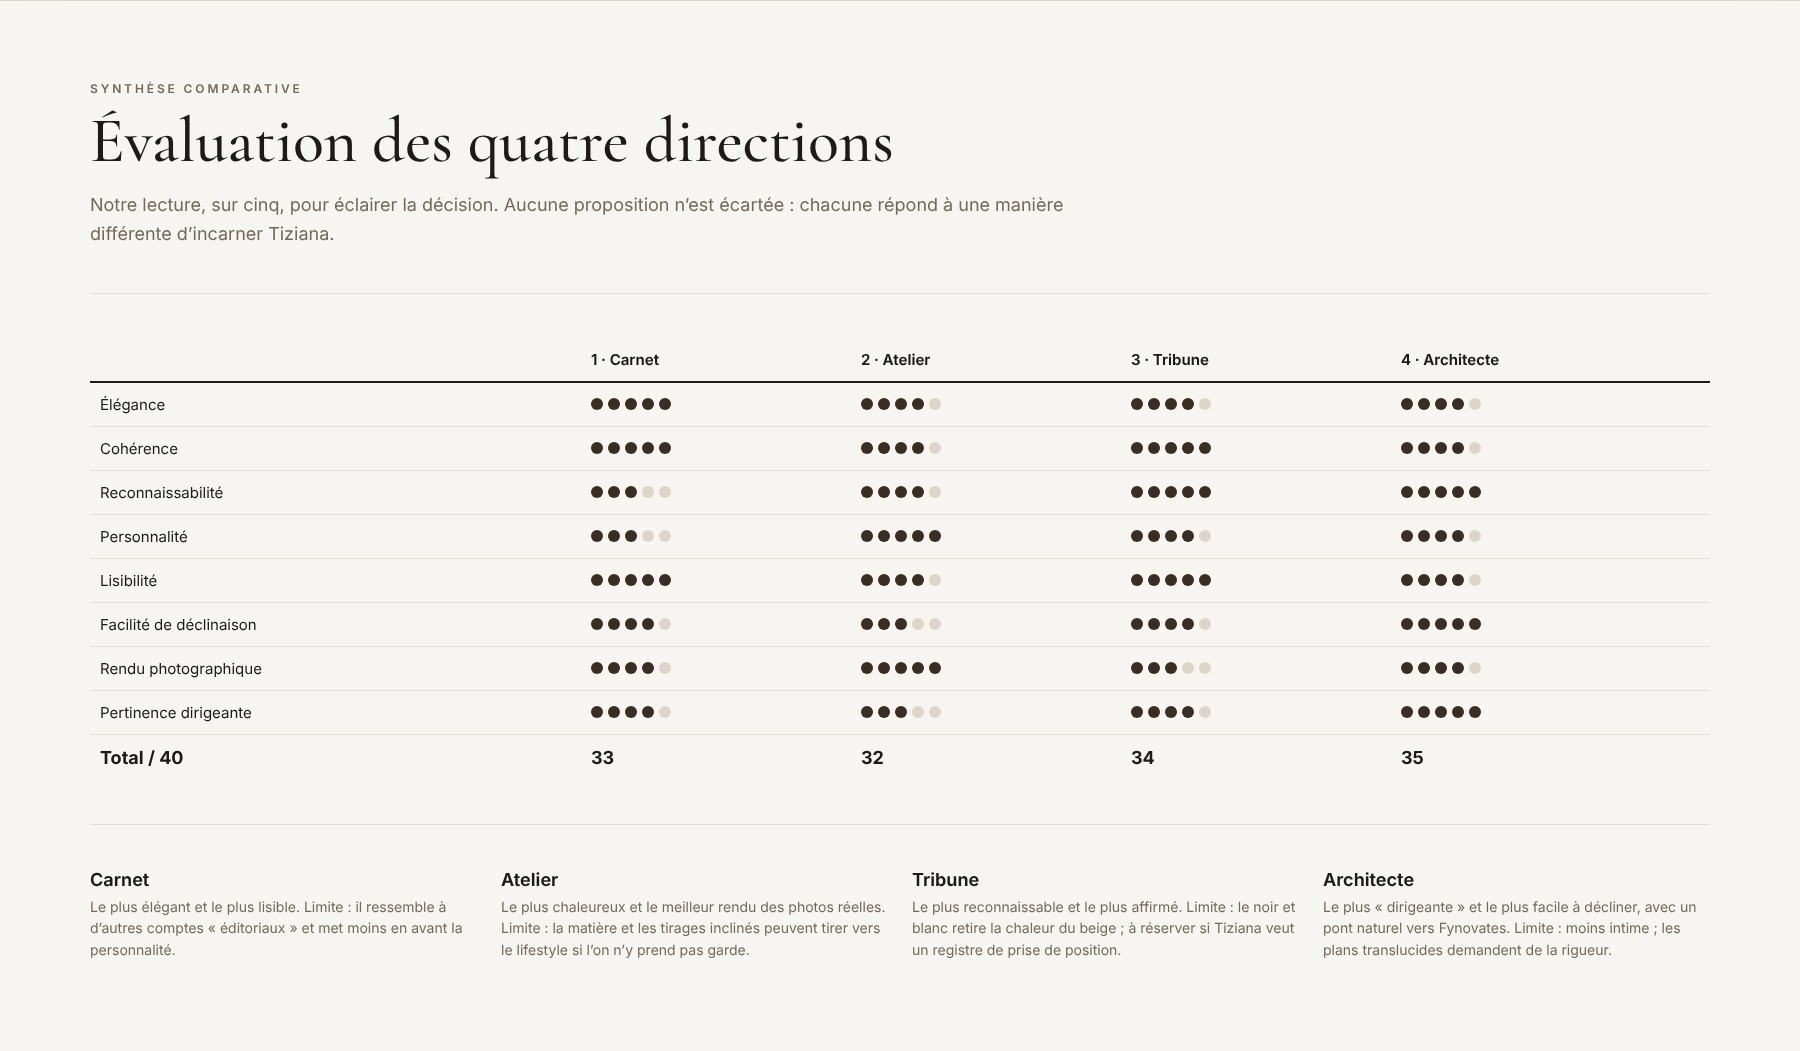 SYNTHÈSE COMPARATIVE
Évaluation des quatre directions
Notre lecture, sur cinq, pour éclairer la décision. Aucune proposition n’est écartée : chacune répond à une manière
différente d’incarner Tiziana.
1 · Carnet 2 · Atelier 3 · Tribune 4 · Architecte
Élégance
Cohérence
Reconnaissabilité
Personnalité
Lisibilité
Facilité de déclinaison
Rendu photographique
Pertinence dirigeante
Total / 40 33 32 34 35
Carnet
Le plus élégant et le plus lisible. Limite : il ressemble à
d’autres comptes « éditoriaux » et met moins en avant la
personnalité.
Atelier
Le plus chaleureux et le meilleur rendu des photos réelles.
Limite : la matière et les tirages inclinés peuvent tirer vers
le lifestyle si l’on n’y prend pas garde.
Tribune
Le plus reconnaissable et le plus affirmé. Limite : le noir et
blanc retire la chaleur du beige ; à réserver si Tiziana veut
un registre de prise de position.
Architecte
Le plus « dirigeante » et le plus facile à décliner, avec un
pont naturel vers Fynovates. Limite : moins intime ; les
plans translucides demandent de la rigueur.